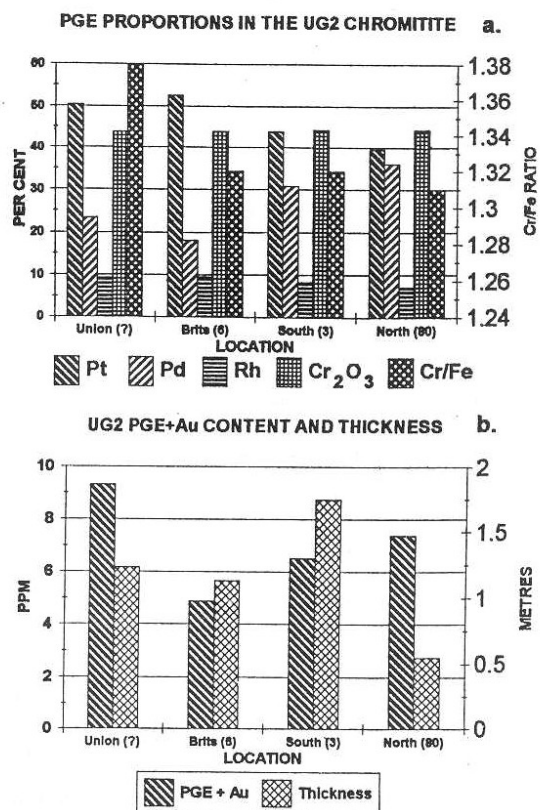 PGE PROPORTIONS IN THE UG2 CHROMITITE a.
60
50
40
30
20
10
0
PER CENT
1.38
1.36
1.34
1.32
1.3
1.28
1.26
1.24
Cr/Fe RATIO
Union (?) Brits (6) South (3) North (80)
LOCATION
Pt Pd Rh Cr2O3 Cr/Fe
UG2 PGE+Au CONTENT AND THICKNESS b.
10
8
6
4
2
0
PPM
2
1.5
1
0.5
0
METRES
Union (?) Brits (6) South (3) North (80)
LOCATION
PGE + Au Thickness